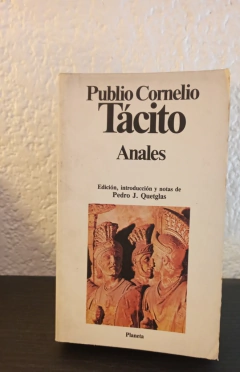 Publio Cornelio
Tácito
Anales
Edición, introducción y notas de
Pedro J. Quetglas
Planeta